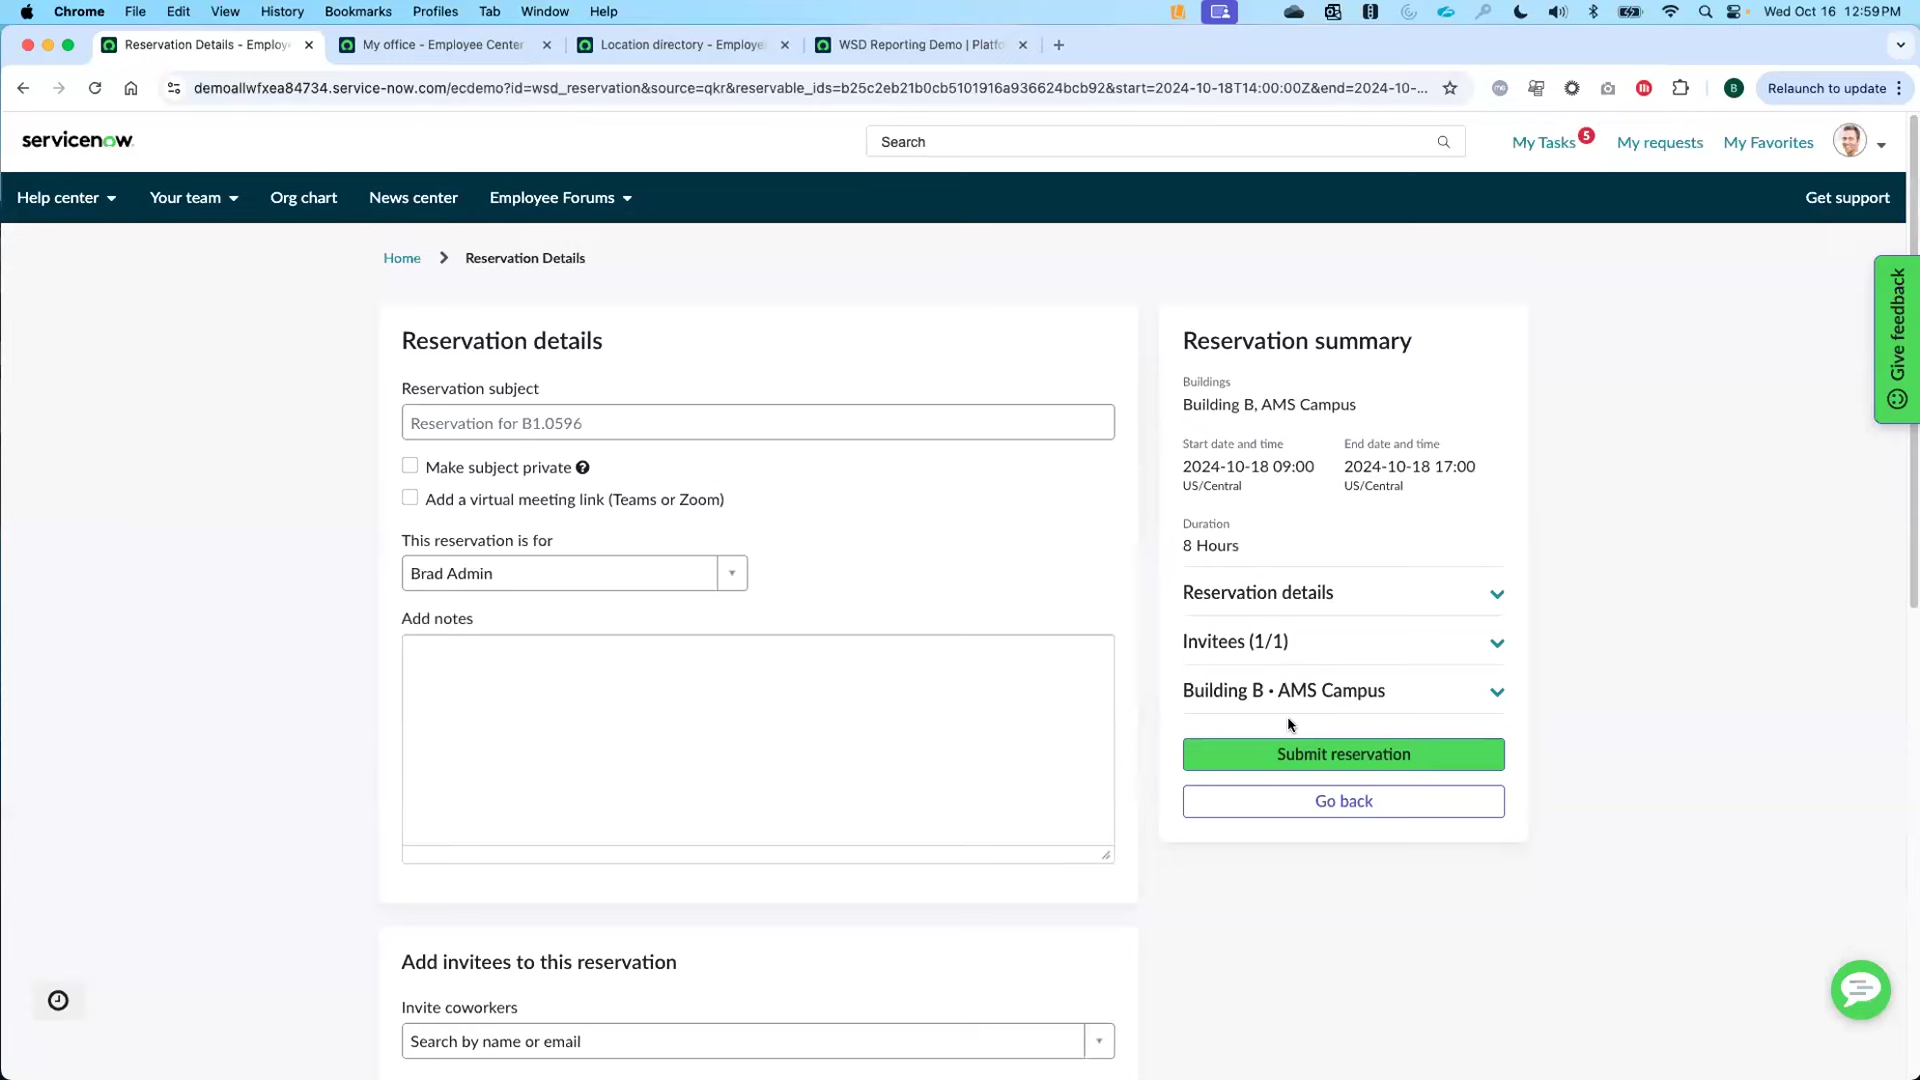 Chrome File Edit View History Bookmarks Profiles Tab Window Help Wed Oct 16 12:59 PM
Reservation Details - Employ My office - Employee Center Location directory - Employe WSD Reporting Demo | Platfo
demoallwfxea84734.service-now.com/ecdemo?id=wsd_reservation&source=qkr&reservable_ids=b25c2eb21b0cb5101916a936624bcb92&start=2024-10-18T14:00:00Z&end=2024-10-... B Relaunch to update
servicenow Search My Tasks 5 My requests My Favorites
Help center Your team Org chart News center Employee Forums Get support
Home Reservation Details
Give feedback
Reservation details
Reservation subject
Reservation for B1.0596
Make subject private
Add a virtual meeting link (Teams or Zoom)
This reservation is for
Brad Admin
Add notes
Reservation summary
Buildings
Building B, AMS Campus
Start date and time End date and time
2024-10-18 09:00 2024-10-18 17:00
US/Central US/Central
Duration
8 Hours
Reservation details
Invitees (1/1)
Building B • AMS Campus
Submit reservation
Go back
Add invitees to this reservation
Invite coworkers
Search by name or email